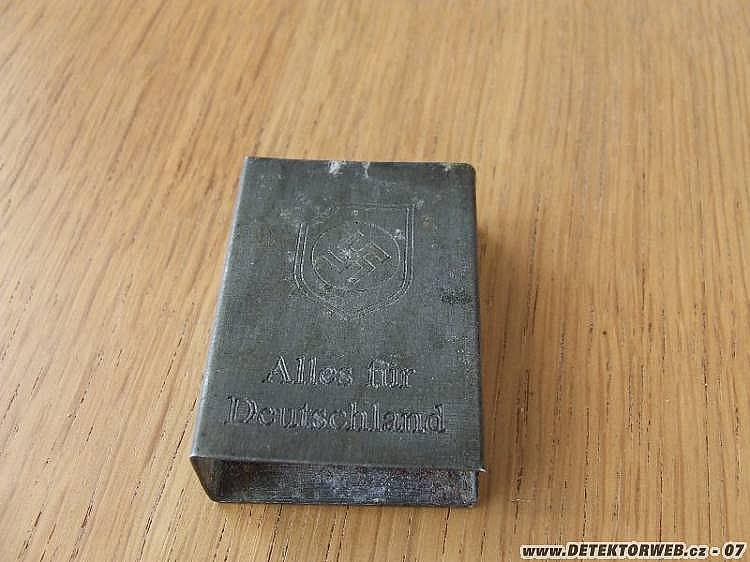 Alles für
Deutschland
www.DETEKTORWEB.cz - 07